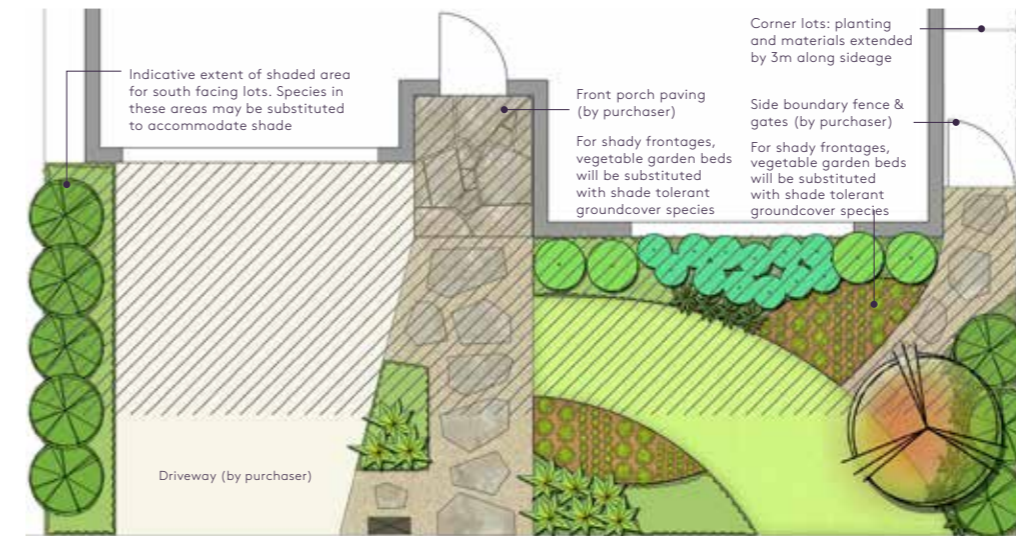 Indicative extent of shaded area
for south facing lots. Species in
these areas may be substituted
to accommodate shade
Front porch paving
(by purchaser)
For shady frontages,
vegetable garden beds
will be substituted
with shade tolerant
groundcover species
Corner lots: planting
and materials extended
by 3m along sideage
Side boundary fence &
gates (by purchaser)
For shady frontages,
vegetable garden beds
will be substituted
with shade tolerant
groundcover species
Driveway (by purchaser)